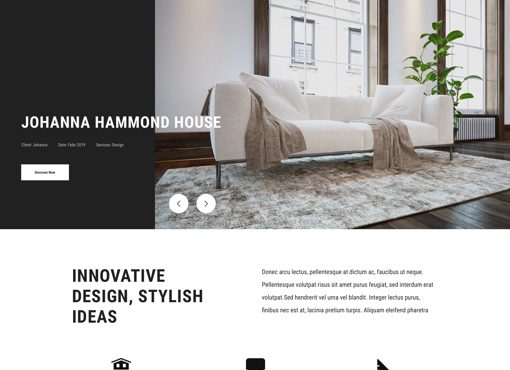 JOHANNA HAMMOND HOUSE
Client: Johanna Date: Febs 2019 Services: Design
Discover Now
INNOVATIVE
DESIGN, STYLISH
IDEAS
Donec arcu lectus, pellentesque at dictum ac, faucibus ut neque.
Pellentesque volutpat risus sit amet purus feugiat, sed interdum erat
volutpat.Sed hendrerit vel urna vel blandit. Integer lectus purus,
finibus nec est at, lacinia pretium turpis. Aliquam eleifend pharetra